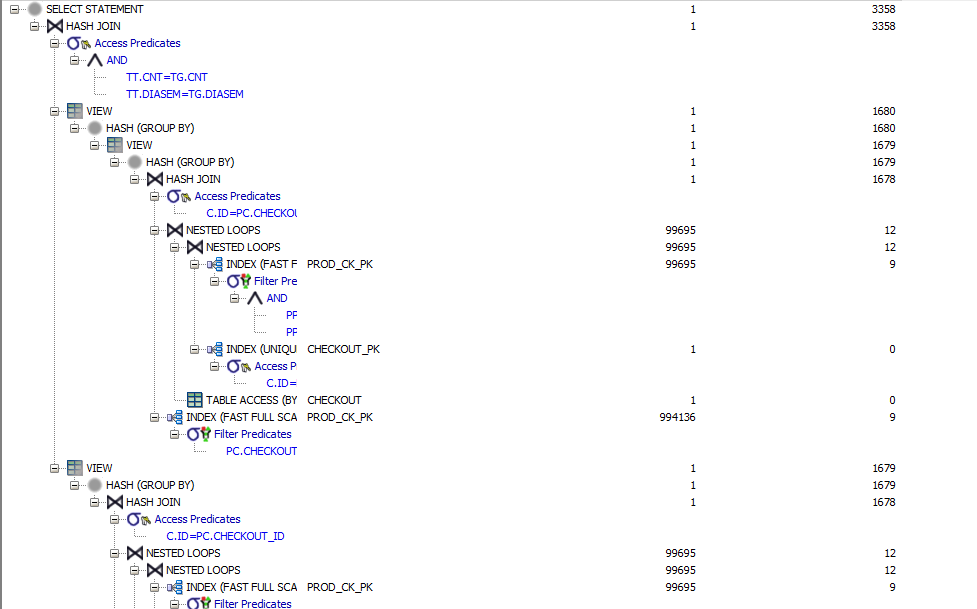 SELECT STATEMENT 1 3358
HASH JOIN 1 3358
Access Predicates
AND
TT.CNT=TG.CNT
TT.DIASEM=TG.DIASEM
VIEW 1 1680
HASH (GROUP BY) 1 1680
VIEW 1 1679
HASH (GROUP BY) 1 1679
HASH JOIN 1 1678
Access Predicates
C.ID=PC.CHECKOU
NESTED LOOPS 99695 12
NESTED LOOPS 99695 12
INDEX (FAST F PROD_CK_PK 99695 9
Filter Pre
AND
PF
PF
INDEX (UNIQU CHECKOUT_PK 1 0
Access P
C.ID=
TABLE ACCESS (BY CHECKOUT 1 0
INDEX (FAST FULL SCA PROD_CK_PK 994136 9
Filter Predicates
PC.CHECKOUT
VIEW 1 1679
HASH (GROUP BY) 1 1679
HASH JOIN 1 1678
Access Predicates
C.ID=PC.CHECKOUT_ID
NESTED LOOPS 99695 12
NESTED LOOPS 99695 12
INDEX (FAST FULL SCA PROD_CK_PK 99695 9
Filter Predicates